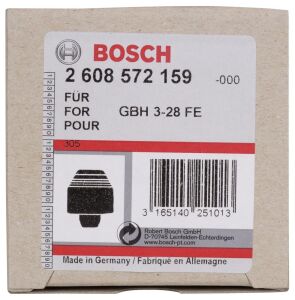 BOSCH
2 608 572 159 -000
FÜR
FOR GBH 3-28 FE
POUR
305
3 165140 251013
Robert Bosch GmbH
D-70745 Leinfelden-Echterdingen
www.bosch-pt.com
Made in Germany / Fabriqué en Allemagne